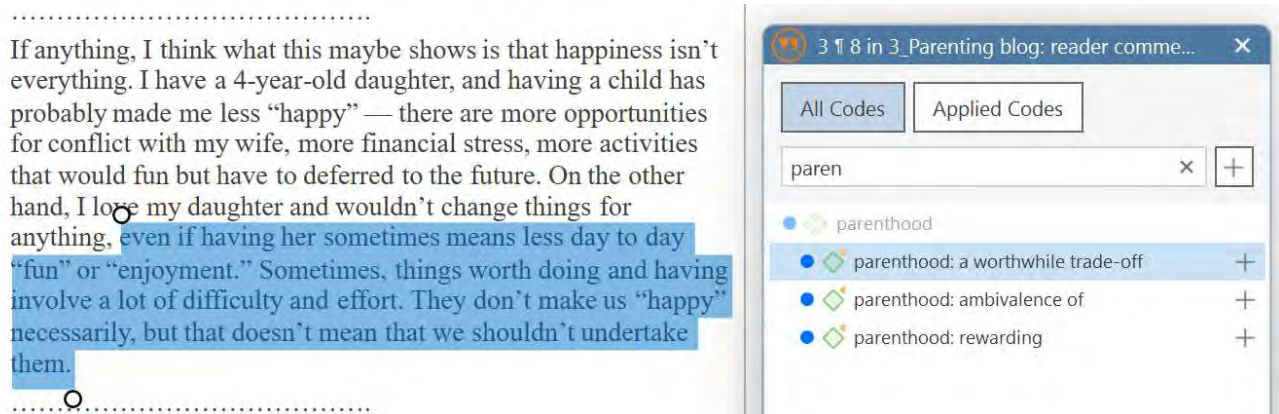 ……………………………………….
If anything, I think what this maybe shows is that happiness isn’t
everything. I have a 4-year-old daughter, and having a child has
probably made me less “happy” — there are more opportunities
for conflict with my wife, more financial stress, more activities
that would fun but have to deferred to the future. On the other
hand, I love my daughter and wouldn’t change things for
anything, even if having her sometimes means less day to day
“fun” or “enjoyment.” Sometimes, things worth doing and having
involve a lot of difficulty and effort. They don’t make us “happy”
necessarily, but that doesn’t mean that we shouldn’t undertake
them.
……………………………………….
3 ¶ 8 in 3_Parenting blog: reader comme...
All Codes
Applied Codes
paren
parenthood
parenthood: a worthwhile trade-off
parenthood: ambivalence of
parenthood: rewarding